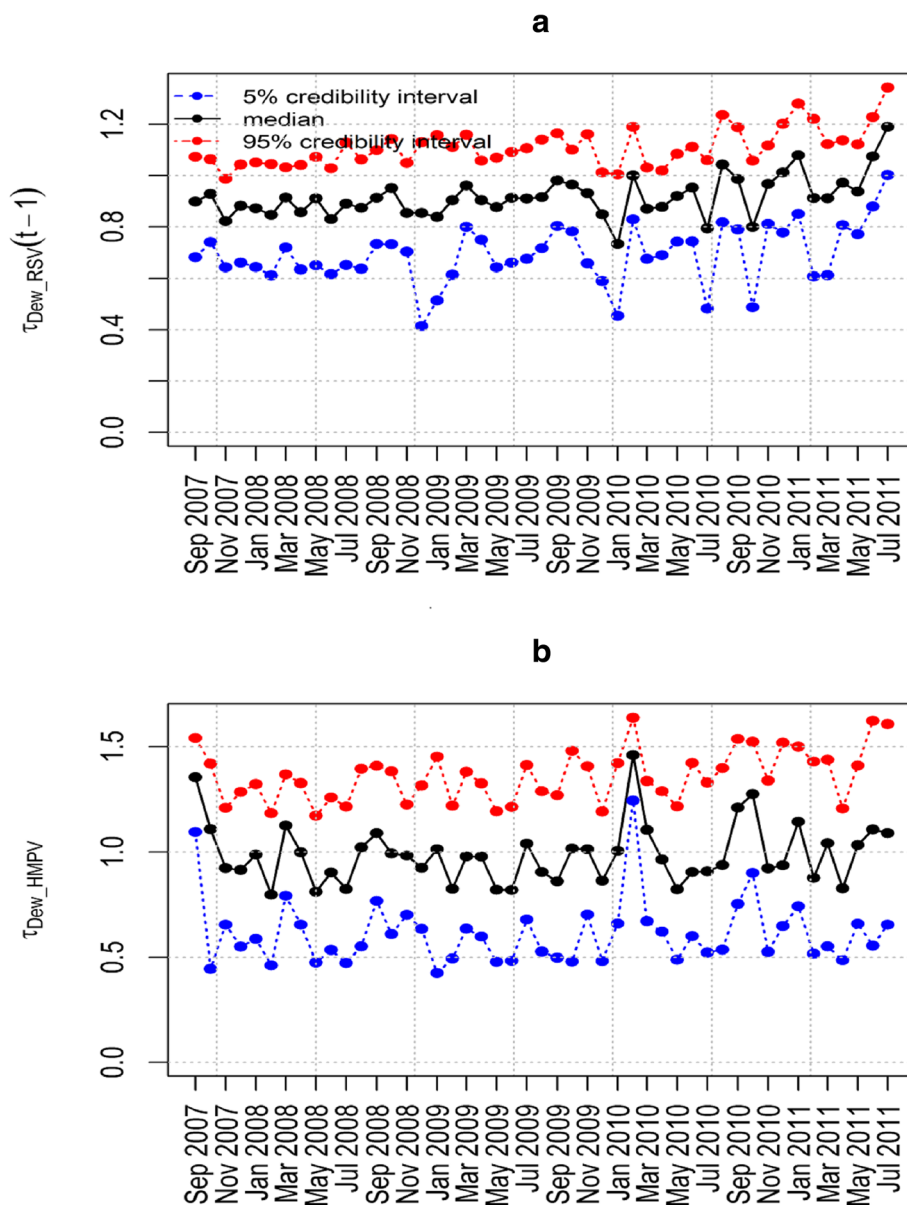 a
5% credibility interval
median
95% credibility interval
0.0 0.4 0.8 1.2
τDew_RSV(t−1)
Sep 2007
Nov 2007
Jan 2008
Mar 2008
May 2008
Jul 2008
Sep 2008
Nov 2008
Jan 2009
Mar 2009
May 2009
Jul 2009
Sep 2009
Nov 2009
Jan 2010
Mar 2010
May 2010
Jul 2010
Sep 2010
Nov 2010
Jan 2011
Mar 2011
May 2011
Jul 2011
b
0.0 0.5 1.0 1.5
τDew_HMPV
Sep 2007
Nov 2007
Jan 2008
Mar 2008
May 2008
Jul 2008
Sep 2008
Nov 2008
Jan 2009
Mar 2009
May 2009
Jul 2009
Sep 2009
Nov 2009
Jan 2010
Mar 2010
May 2010
Jul 2010
Sep 2010
Nov 2010
Jan 2011
Mar 2011
May 2011
Jul 2011